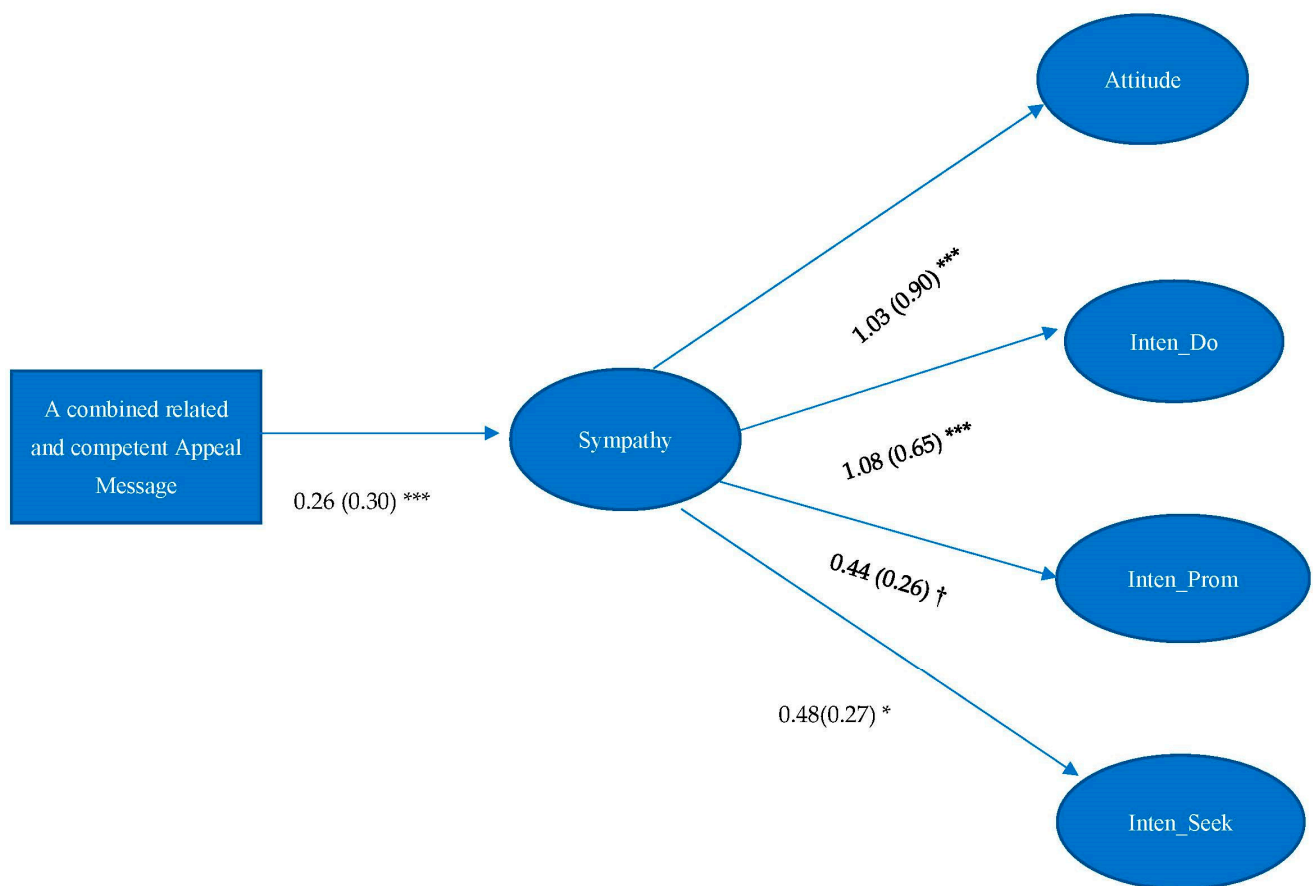 Attitude
1.03 (0.90) ***
Inten_Do
A combined related
and competent Appeal
Message
Sympathy
1.08 (0.65) ***
0.26 (0.30) ***
0.44 (0.26) †
Inten_Prom
0.48(0.27) *
Inten_Seek